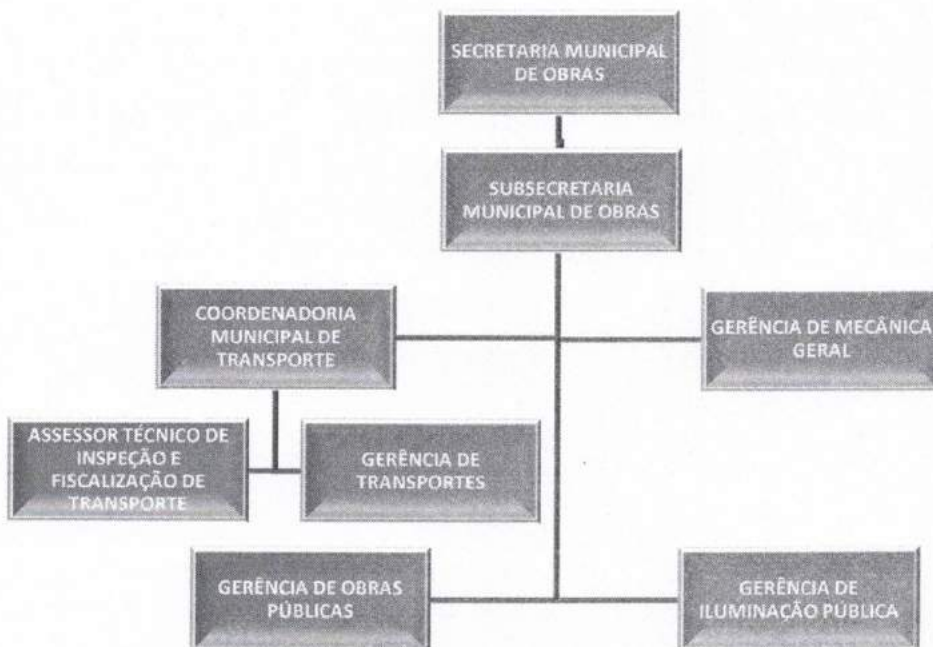 SECRETARIA MUNICIPAL
DE OBRAS
SUBSECRETARIA
MUNICIPAL DE OBRAS
COORDENADORIA
MUNICIPAL DE
TRANSPORTE
GERÊNCIA DE MECÂNICA
GERAL
ASSESSOR TÉCNICO DE
INSPEÇÃO E
FISCALIZAÇÃO DE
TRANSPORTE
GERÊNCIA DE
TRANSPORTES
GERÊNCIA DE OBRAS
PÚBLICAS
GERÊNCIA DE
ILUMINAÇÃO PÚBLICA